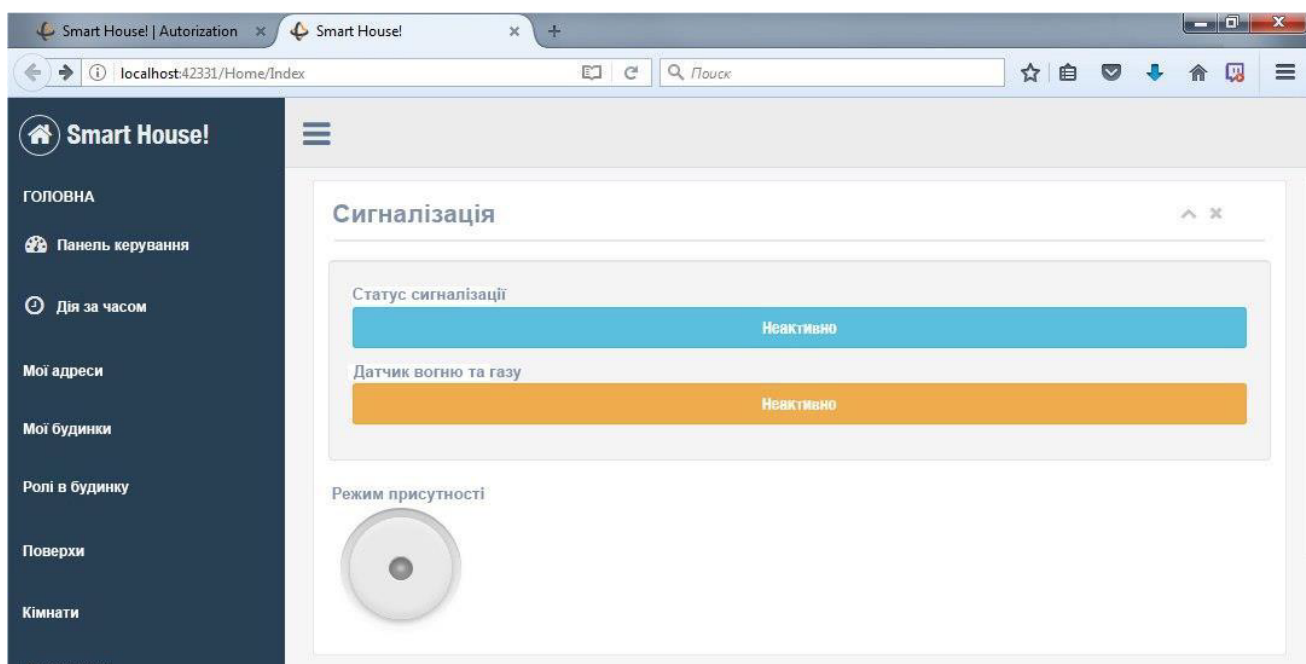 Smart House! | Autorization
Smart House!
localhost:42331/Home/Index
Поиск
Smart House!
ГОЛОВНА
Панель керування
Дія за часом
Мої адреси
Мої будинки
Ролі в будинку
Поверхи
Кімнати
Сигналізація
Статус сигналізації
Неактивно
Датчик вогню та газу
Неактивно
Режим присутності